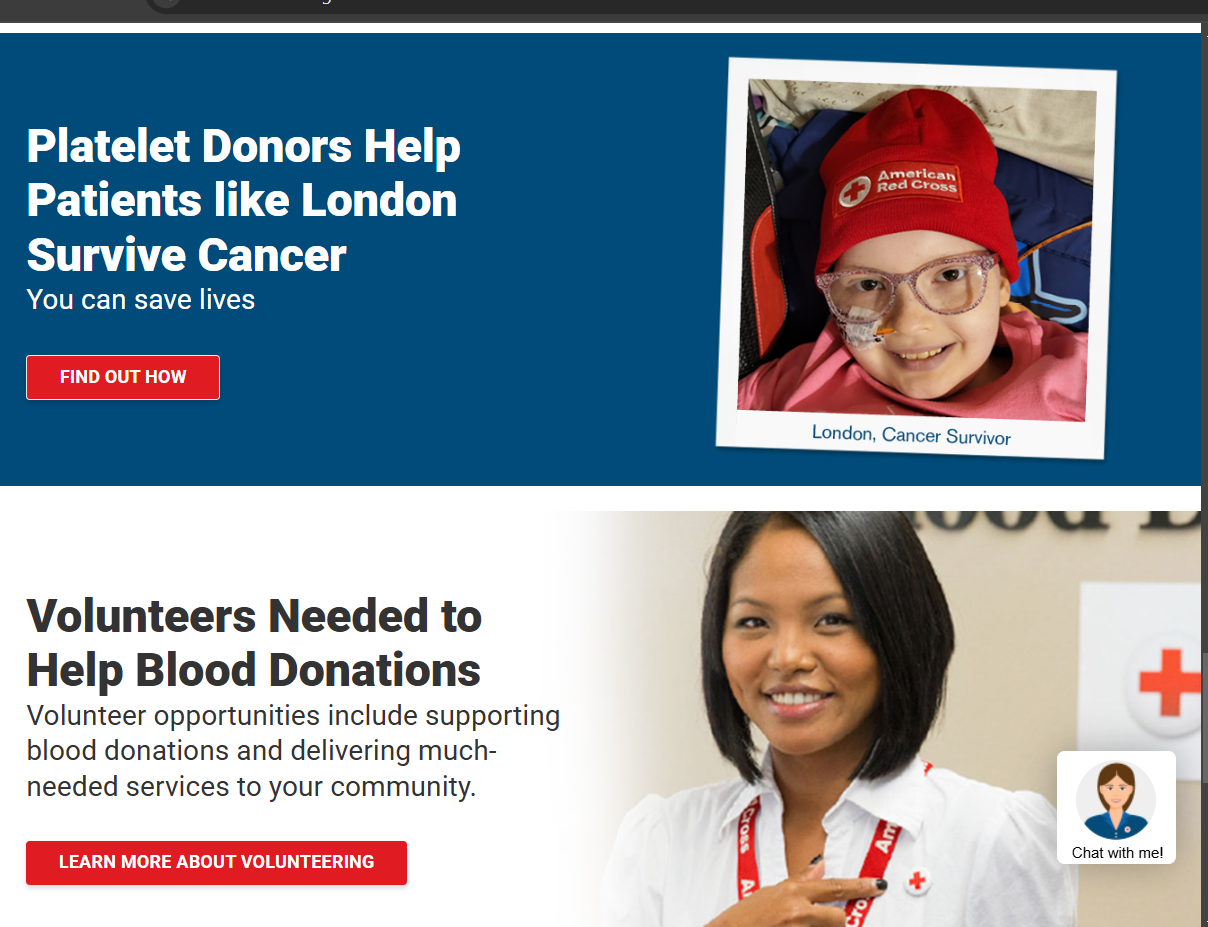 Platelet Donors Help
Patients like London
Survive Cancer
You can save lives
FIND OUT HOW
American
Red Cross
London, Cancer Survivor
Volunteers Needed to
Help Blood Donations
Volunteer opportunities include supporting
blood donations and delivering much-
needed services to your community.
LEARN MORE ABOUT VOLUNTEERING
Cross
Chat with me!